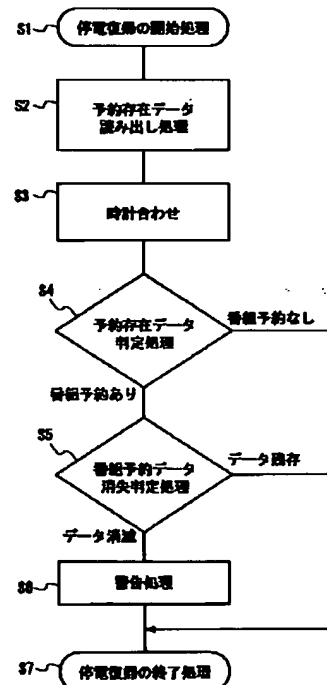 S1
停電復帰の開始処理
S2
予約存在データ
読み出し処理
S3
時計合わせ
S4
予約存在データ
判定処理
番組予約なし
番組予約あり
S5
番組予約データ
消失判定処理
データ残存
データ消滅
S6
警告処理
S7
停電復帰の終了処理